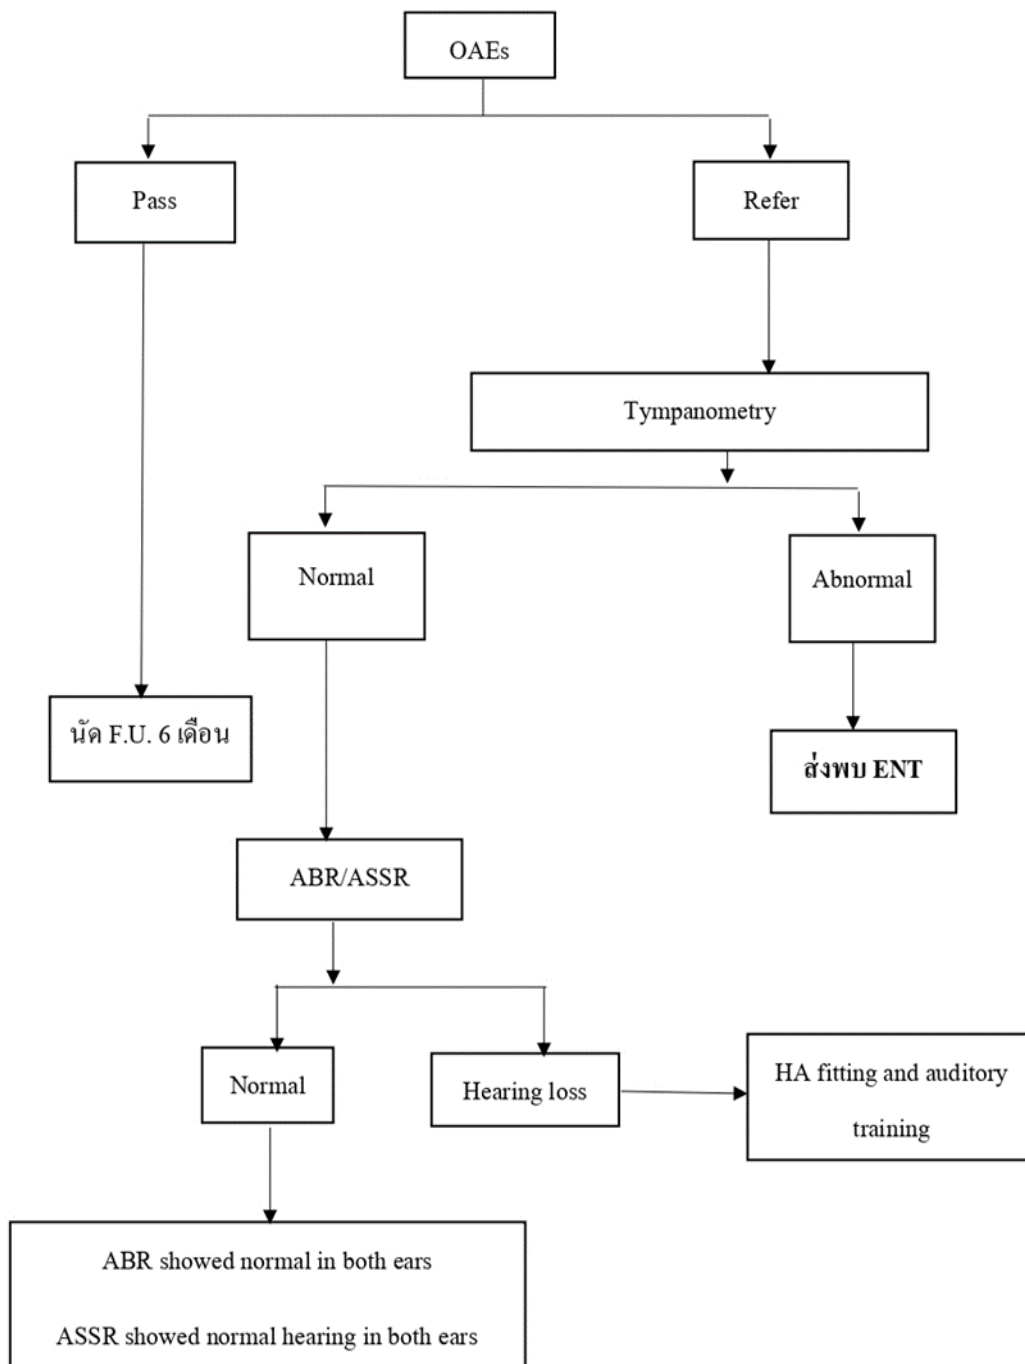 OAEs
Pass
Refer
Tympanometry
Normal
Abnormal
นัด F.U. 6 เดือน
ส่งพบ ENT
ABR/ASSR
Normal
Hearing loss
HA fitting and auditory
training
ABR showed normal in both ears
ASSR showed normal hearing in both ears